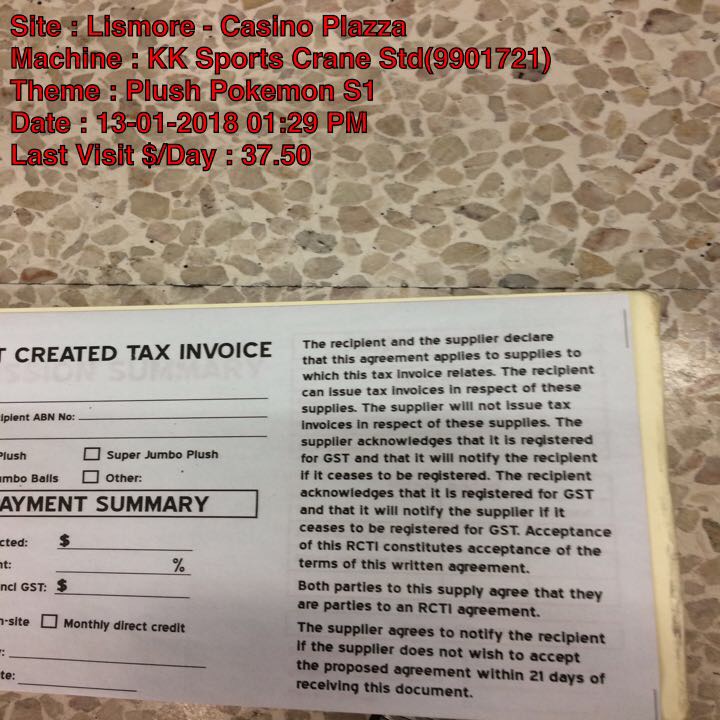 Site : Lismore - Casino Plazza
Machine : KK Sports Crane Std(9901721)
Theme : Plush Pokemon S1
Date : 13-01-2018 01:29 PM
Last Visit $/Day : 37.50
T CREATED TAX INVOICE
SSION SUMMARY
ipient ABN No:
Plush
Super Jumbo Plush
umbo Balls
Other:
AYMENT SUMMARY
cted: $
nt: %
ncl GST: $
n-site
Monthly direct credit
te:
The recipient and the supplier declare
that this agreement applies to supplies to
which this tax invoice relates. The recipient
can issue tax invoices in respect of these
supplies. The supplier will not issue tax
invoices in respect of these supplies. The
supplier acknowledges that it is registered
for GST and that it will notify the recipient
if it ceases to be registered. The recipient
acknowledges that it is registered for GST
and that it will notify the supplier if it
ceases to be registered for GST. Acceptance
of this RCTI constitutes acceptance of the
terms of this written agreement.
Both parties to this supply agree that they
are parties to an RCTI agreement.
The supplier agrees to notify the recipient
if the supplier does not wish to accept
the proposed agreement within 21 days of
receiving this document.